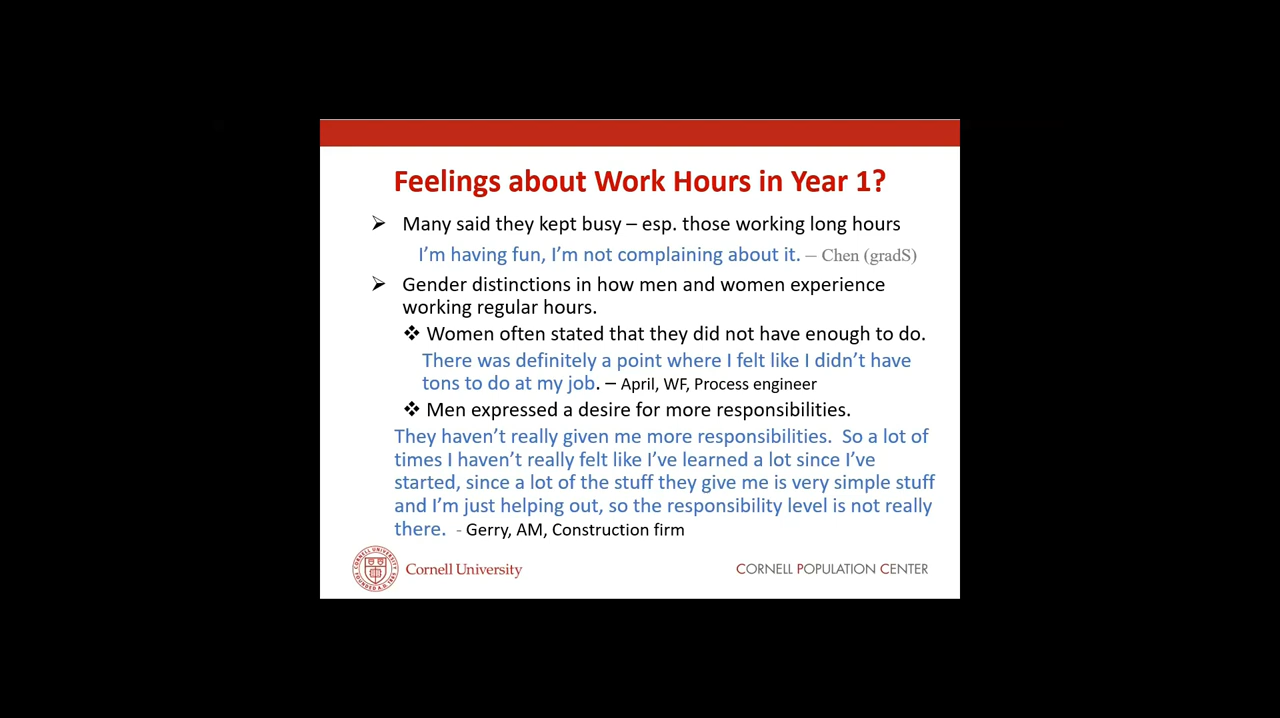 Feelings about Work Hours in Year 1?
➢ Many said they kept busy – esp. those working long hours
I'm having fun, I'm not complaining about it. – Chen (gradS)
➢ Gender distinctions in how men and women experience
working regular hours.
❖ Women often stated that they did not have enough to do.
There was definitely a point where I felt like I didn't have
tons to do at my job. – April, WF, Process engineer
❖ Men expressed a desire for more responsibilities.
They haven't really given me more responsibilities.  So a lot of
times I haven't really felt like I've learned a lot since I've
started, since a lot of the stuff they give me is very simple stuff
and I'm just helping out, so the responsibility level is not really
there.  - Gerry, AM, Construction firm
Cornell University
CORNELL POPULATION CENTER